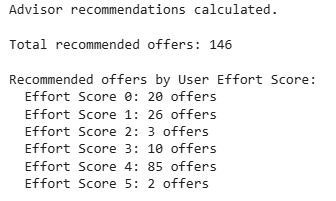 Advisor recommendations calculated.
Total recommended offers: 146
Recommended offers by User Effort Score:
Effort Score 0: 20 offers
Effort Score 1: 26 offers
Effort Score 2: 3 offers
Effort Score 3: 10 offers
Effort Score 4: 85 offers
Effort Score 5: 2 offers